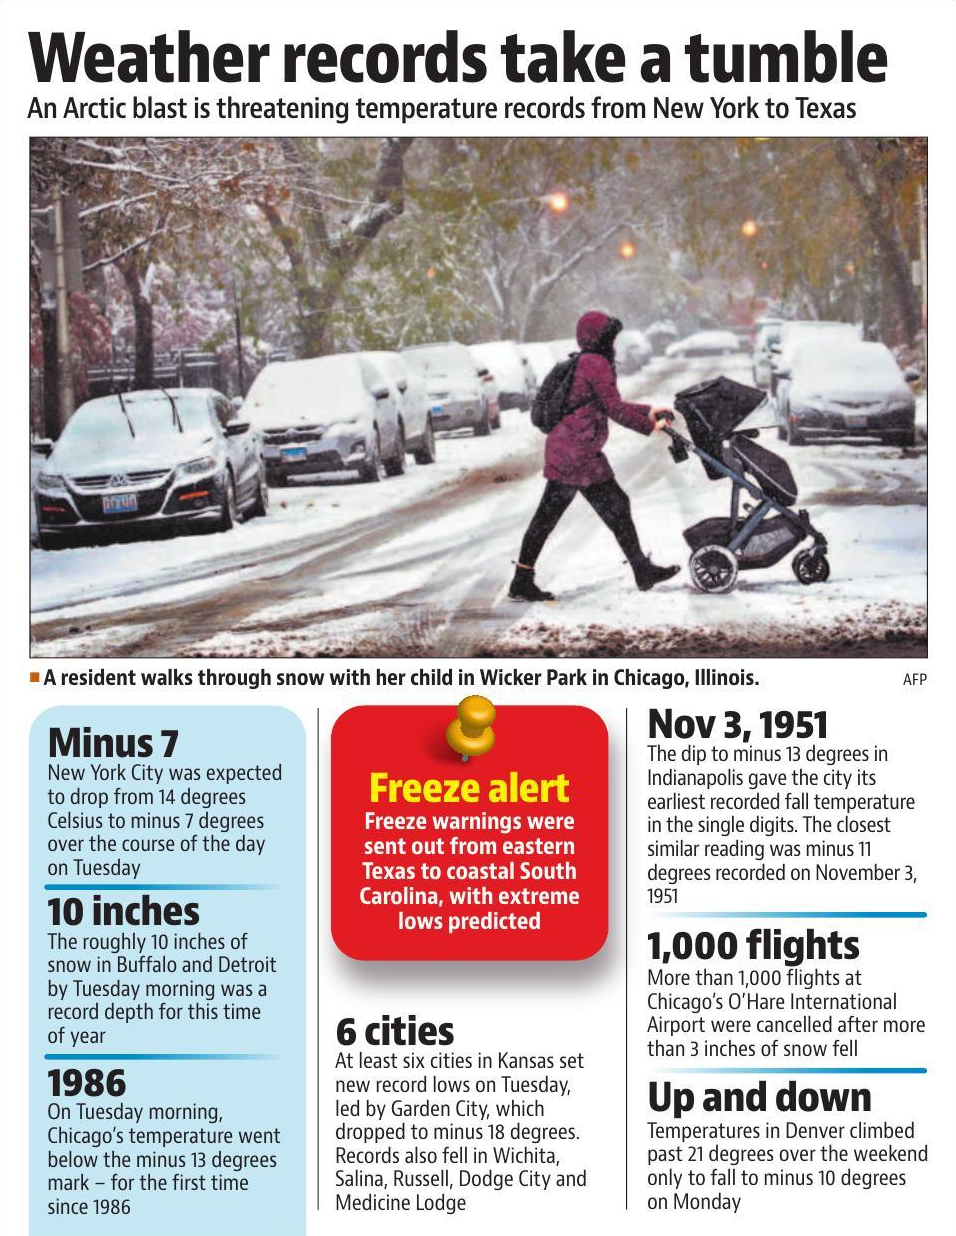 Weather records take a tumble
An Arctic blast is threatening temperature records from New York to Texas
A resident walks through snow with her child in Wicker Park in Chicago, Illinois.
AFP
Minus 7
New York City was expected
to drop from 14 degrees
Celsius to minus 7 degrees
over the course of the day
on Tuesday
10 inches
The roughly 10 inches of
snow in Buffalo and Detroit
by Tuesday morning was a
record depth for this time
of year
1986
On Tuesday morning,
Chicago's temperature went
below the minus 13 degrees
mark – for the first time
since 1986
Freeze alert
Freeze warnings were
sent out from eastern
Texas to coastal South
Carolina, with extreme
lows predicted
6 cities
At least six cities in Kansas set
new record lows on Tuesday,
led by Garden City, which
dropped to minus 18 degrees.
Records also fell in Wichita,
Salina, Russell, Dodge City and
Medicine Lodge
Nov 3, 1951
The dip to minus 13 degrees in
Indianapolis gave the city its
earliest recorded fall temperature
in the single digits. The closest
similar reading was minus 11
degrees recorded on November 3,
1951
1,000 flights
More than 1,000 flights at
Chicago's O'Hare International
Airport were cancelled after more
than 3 inches of snow fell
Up and down
Temperatures in Denver climbed
past 21 degrees over the weekend
only to fall to minus 10 degrees
on Monday